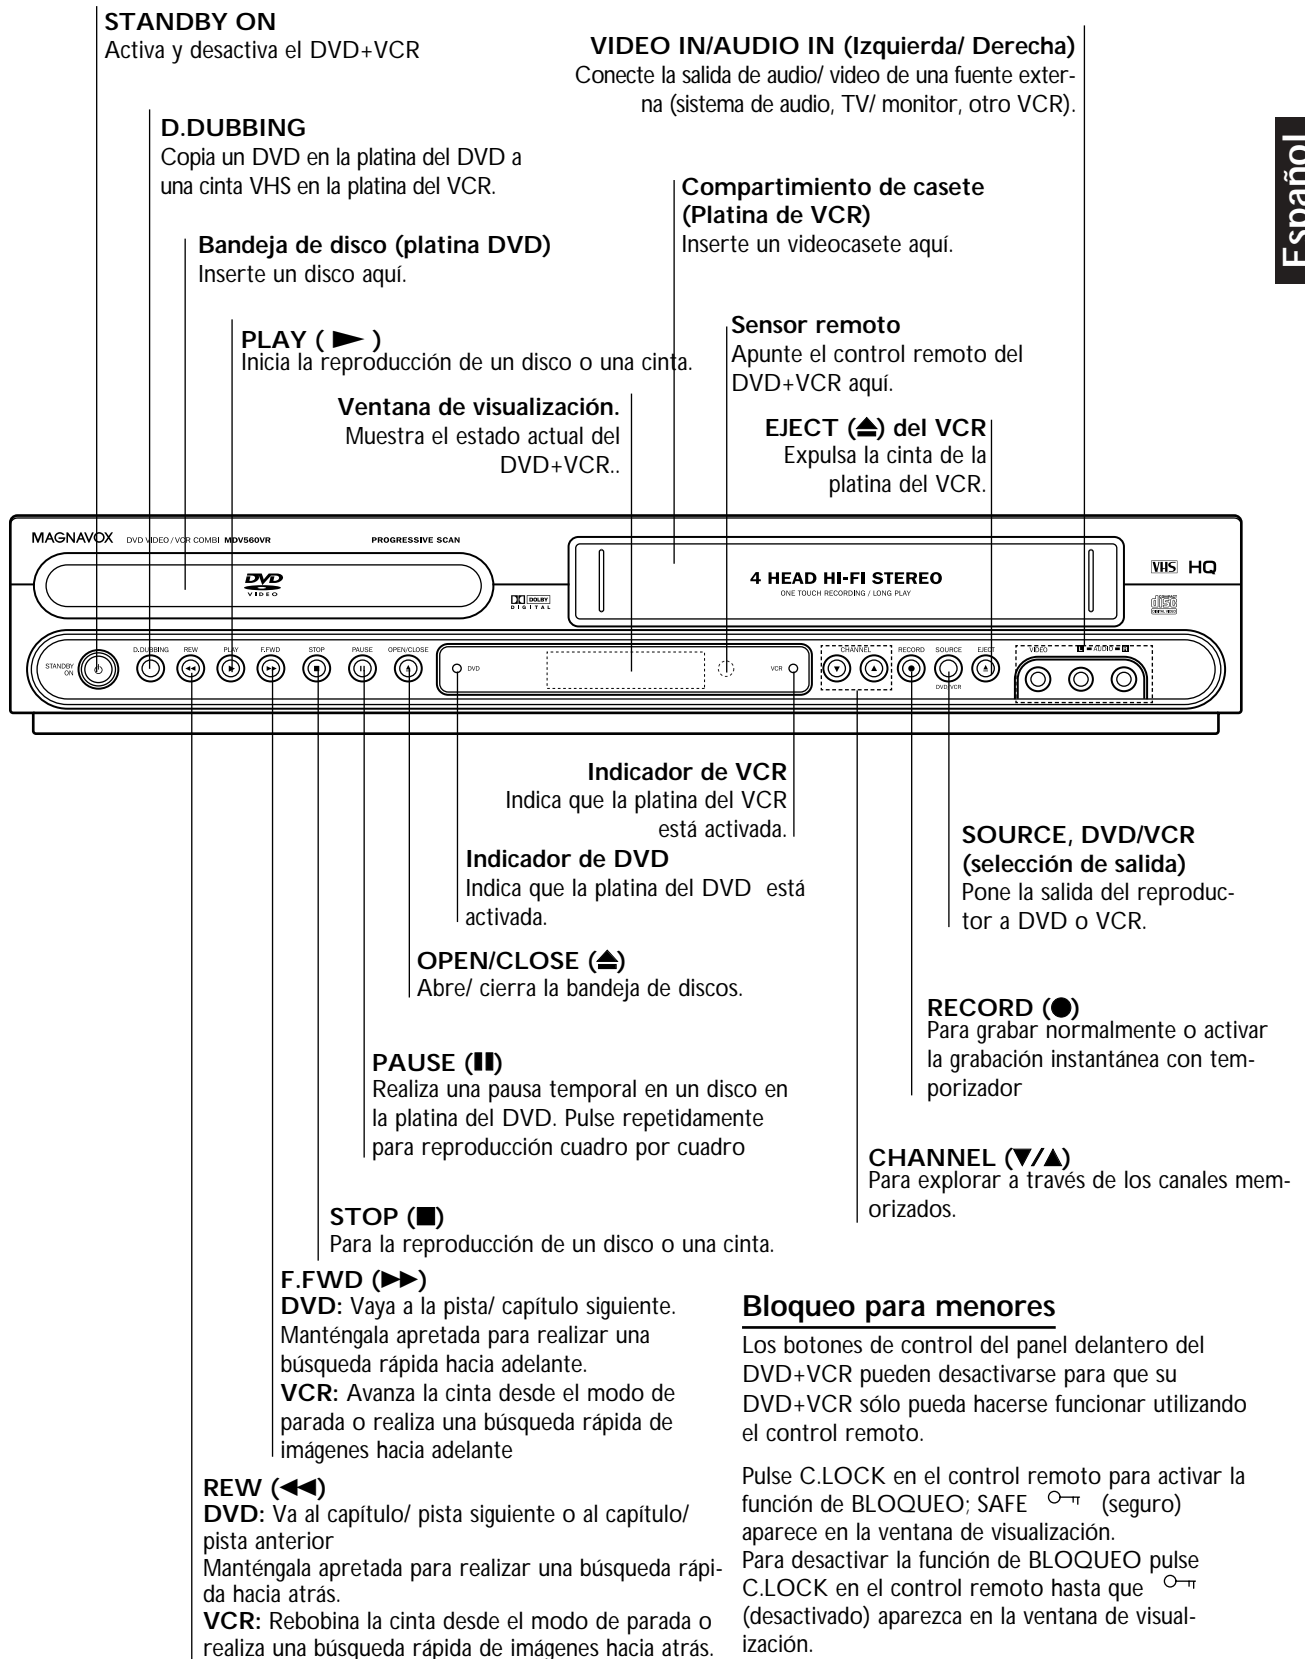 STANDBY ON
Activa y desactiva el DVD+VCR
VIDEO IN/AUDIO IN (Izquierda/ Derecha)
Conecte la salida de audio/ video de una fuente exter-
na (sistema de audio, TV/ monitor, otro VCR).
D.DUBBING
Copia un DVD en la platina del DVD a
una cinta VHS en la platina del VCR.
Español
Compartimiento de casete
(Platina de VCR)
Inserte un videocasete aquí.
Bandeja de disco (platina DVD)
Inserte un disco aquí.
PLAY ( ► )
Inicia la reproducción de un disco o una cinta.
Sensor remoto
Apunte el control remoto del
DVD+VCR aquí.
Ventana de visualización.
Muestra el estado actual del
DVD+VCR..
EJECT (⏏) del VCR
Expulsa la cinta de la
platina del VCR.
MAGNAVOX DVD VIDEO / VCR COMBI MDV560VR PROGRESSIVE SCAN
DVD
VIDEO
DOLBY
DIGITAL
4 HEAD HI-FI STEREO
ONE TOUCH RECORDING / LONG PLAY
VHS HQ
COMPACT
disc
DIGITAL VIDEO
STANDBY
ON
D.DUBBING REW PLAY F.FWD STOP PAUSE OPEN/CLOSE
DVD
VCR
CHANNEL RECORD SOURCE EJECT
DVD/VCR
VIDEO L - AUDIO - R
Indicador de VCR
Indica que la platina del VCR
está activada.
Indicador de DVD
Indica que la platina del DVD está
activada.
SOURCE, DVD/VCR
(selección de salida)
Pone la salida del reproduc-
tor a DVD o VCR.
OPEN/CLOSE (⏏)
Abre/ cierra la bandeja de discos.
RECORD (●)
Para grabar normalmente o activar
la grabación instantánea con tem-
porizador
PAUSE (❚❚)
Realiza una pausa temporal en un disco en
la platina del DVD. Pulse repetidamente
para reproducción cuadro por cuadro
CHANNEL (▼/▲)
Para explorar a través de los canales mem-
orizados.
STOP (■)
Para la reproducción de un disco o una cinta.
F.FWD (►►)
DVD: Vaya a la pista/ capítulo siguiente.
Manténgala apretada para realizar una
búsqueda rápida hacia adelante.
VCR: Avanza la cinta desde el modo de
parada o realiza una búsqueda rápida de
imágenes hacia adelante
REW (◄◄)
DVD: Va al capítulo/ pista siguiente o al capítulo/
pista anterior
Manténgala apretada para realizar una búsqueda rápi-
da hacia atrás.
VCR: Rebobina la cinta desde el modo de parada o
realiza una búsqueda rápida de imágenes hacia atrás.
Bloqueo para menores
Los botones de control del panel delantero del
DVD+VCR pueden desactivarse para que su
DVD+VCR sólo pueda hacerse funcionar utilizando
el control remoto.
Pulse C.LOCK en el control remoto para activar la
función de BLOQUEO; SAFE (seguro)
aparece en la ventana de visualización.
Para desactivar la función de BLOQUEO pulse
C.LOCK en el control remoto hasta que
(desactivado) aparezca en la ventana de visual-
ización.